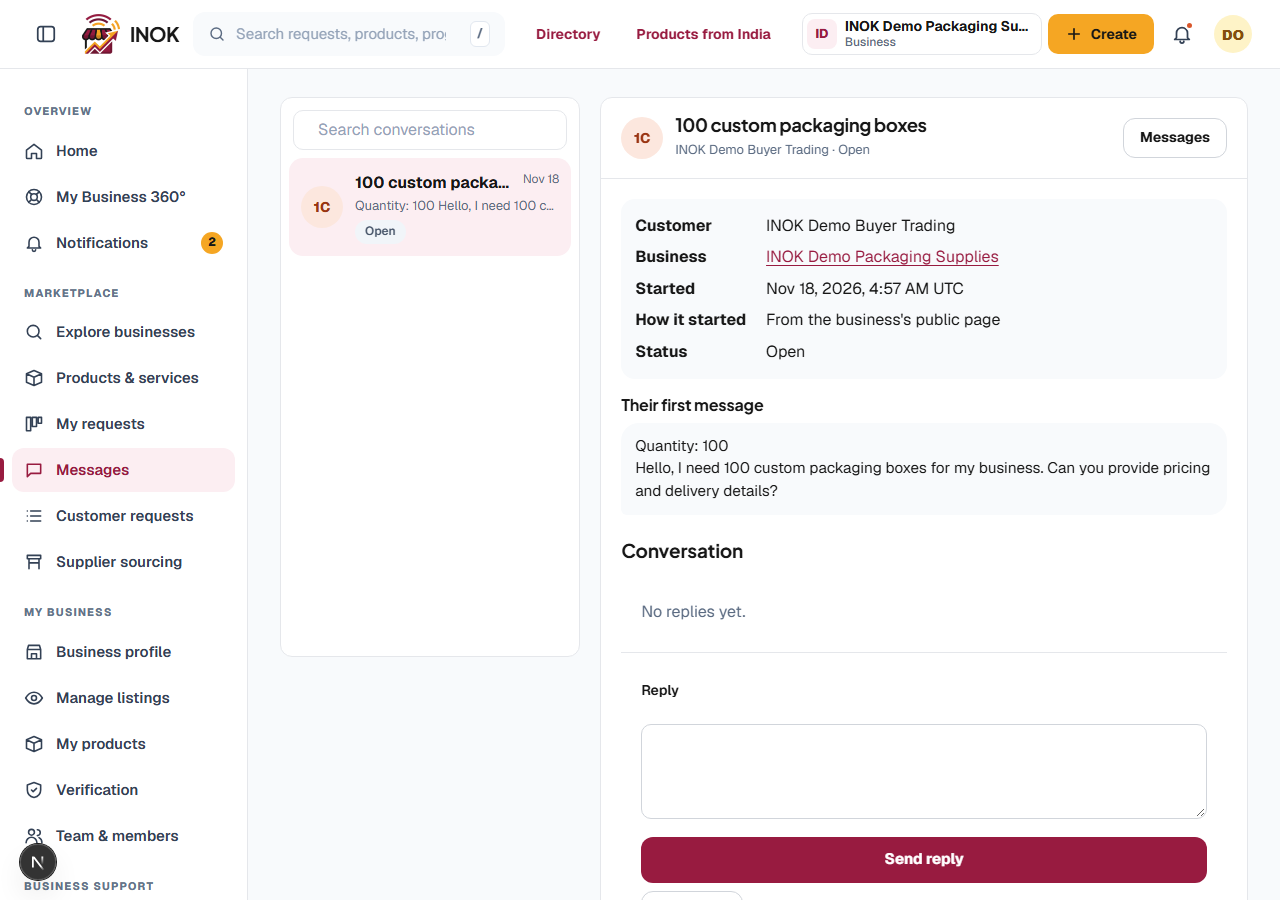 INOK
Search requests, products, prog
/
Directory
Products from India
ID
INOK Demo Packaging Su...
Business
Create
DO
OVERVIEW
Home
My Business 360°
Notifications
2
MARKETPLACE
Explore businesses
Products & services
My requests
Messages
Customer requests
Supplier sourcing
MY BUSINESS
Business profile
Manage listings
My products
Verification
Team & members
N
BUSINESS SUPPORT
Search conversations
1C
100 custom packa...
Nov 18
Quantity: 100 Hello, I need 100 c...
Open
1C
100 custom packaging boxes
INOK Demo Buyer Trading · Open
Messages
Customer INOK Demo Buyer Trading
Business INOK Demo Packaging Supplies
Started Nov 18, 2026, 4:57 AM UTC
How it started From the business's public page
Status Open
Their first message
Quantity: 100
Hello, I need 100 custom packaging boxes for my business. Can you provide pricing
and delivery details?
Conversation
No replies yet.
Reply
Send reply